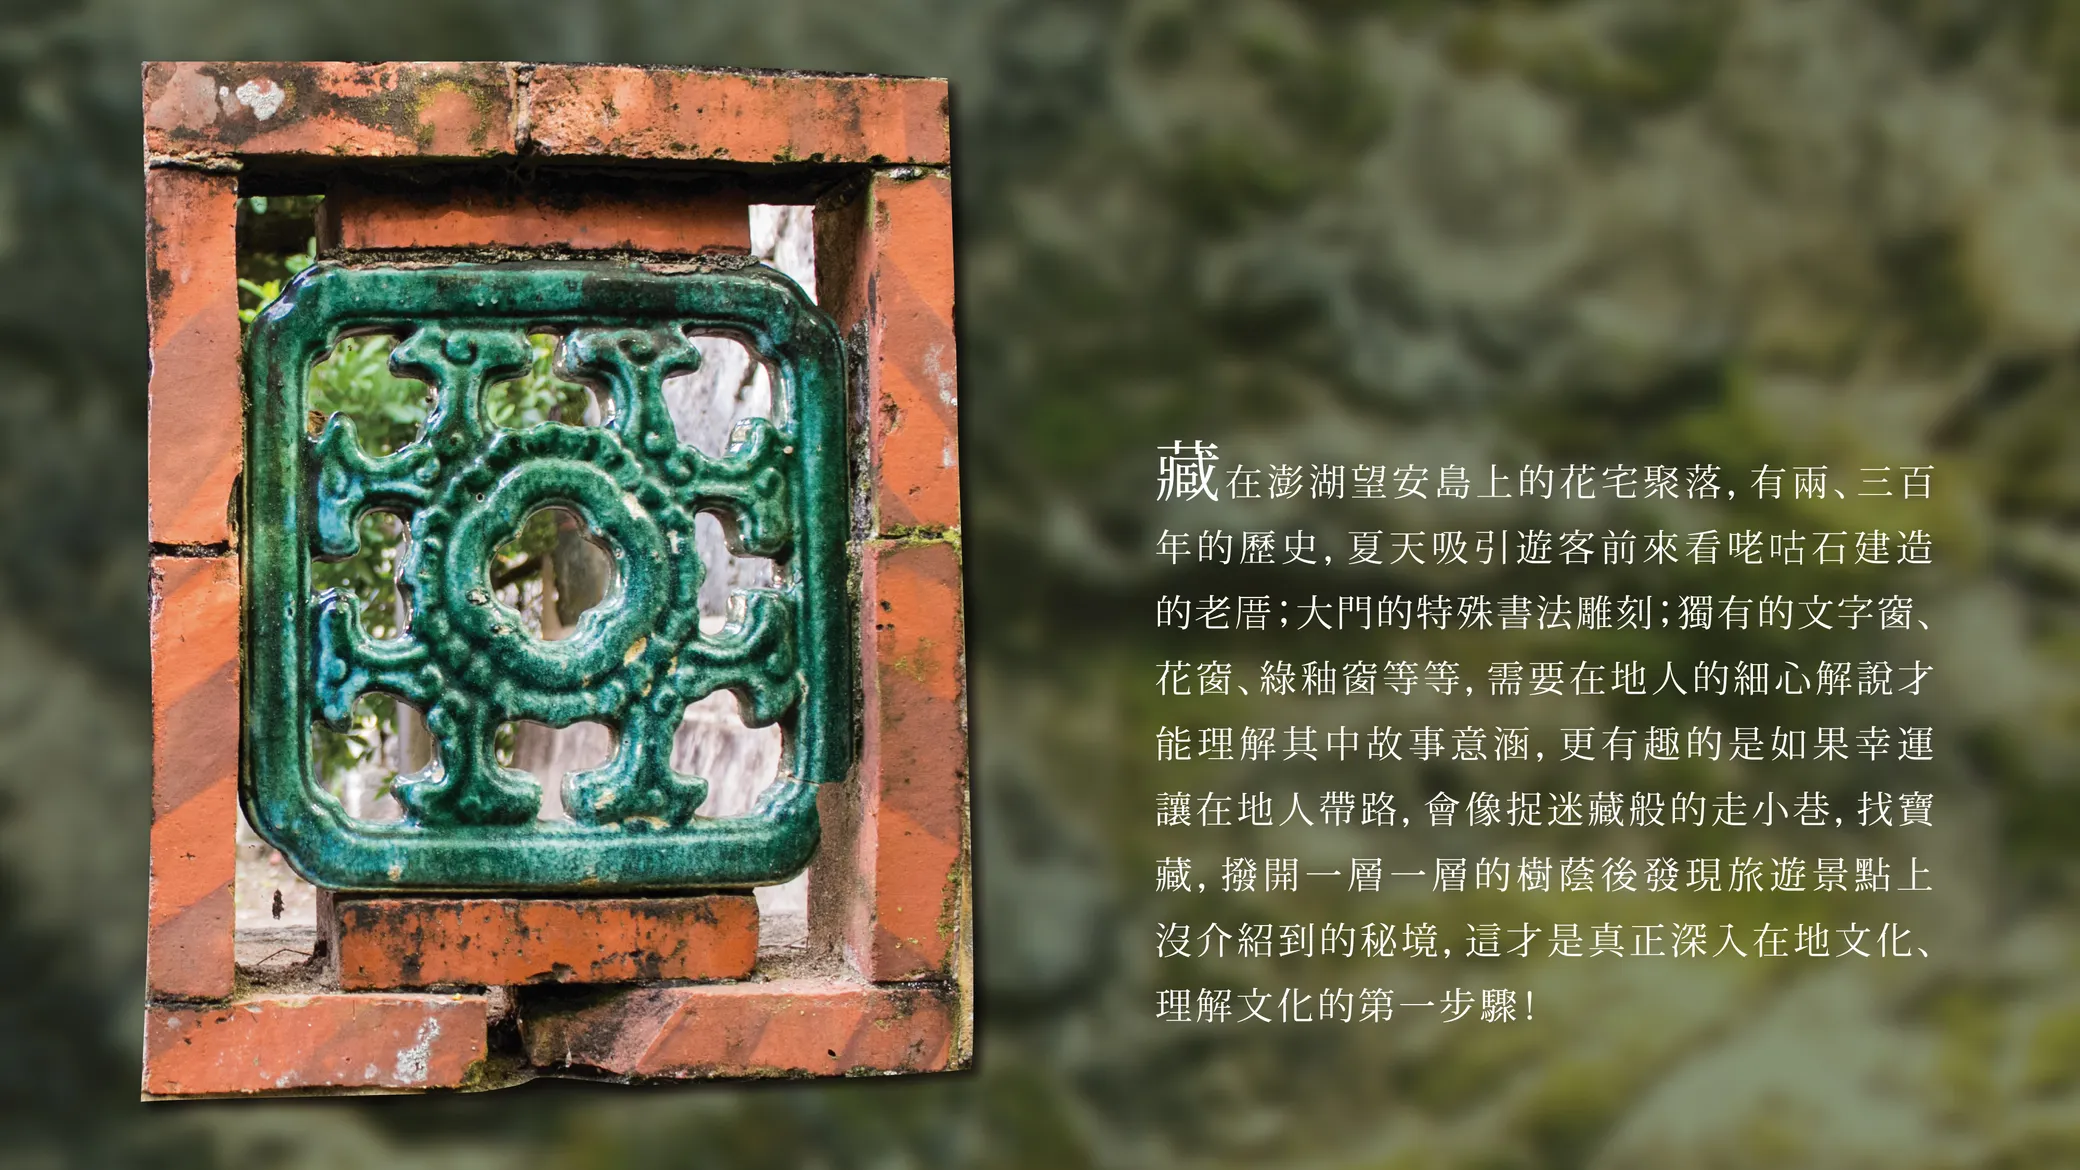 藏在澎湖望安島上的花宅聚落，有兩、三百
年的歷史，夏天吸引遊客前來看咾咕石建造
的老厝；大門的特殊書法雕刻；獨有的文字窗、
花窗、綠釉窗等等，需要在地人的細心解說才
能理解其中故事意涵，更有趣的是如果幸運
讓在地人帶路，會像捉迷藏般的走小巷，找寶
藏，撥開一層一層的樹蔭後發現旅遊景點上
沒介紹到的秘境，這才是真正深入在地文化、
理解文化的第一步驟！